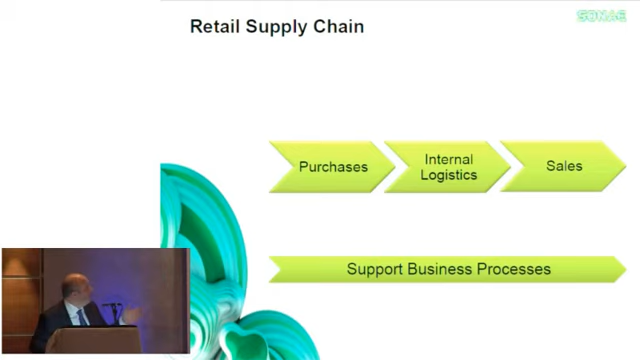 Retail Supply Chain
SONAE
Purchases
Internal
Logistics
Sales
Support Business Processes